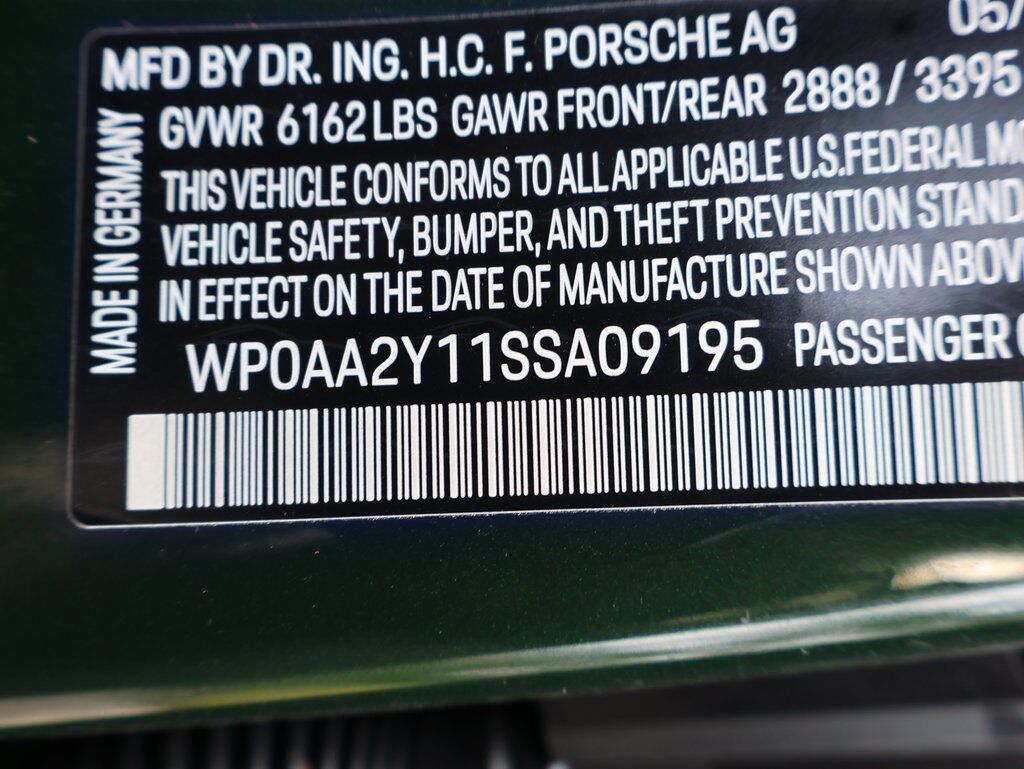 MFD BY DR. ING. H.C. F. PORSCHE AG 05/
GVWR 6162 LBS GAWR FRONT/REAR 2888 / 3395
THIS VEHICLE CONFORMS TO ALL APPLICABLE U.S.FEDERAL
VEHICLE SAFETY, BUMPER, AND THEFT PREVENTION STAND
IN EFFECT ON THE DATE OF MANUFACTURE SHOWN ABOV
WP0AA2Y11SSA09195 PASSENGER
MADE IN GERMANY